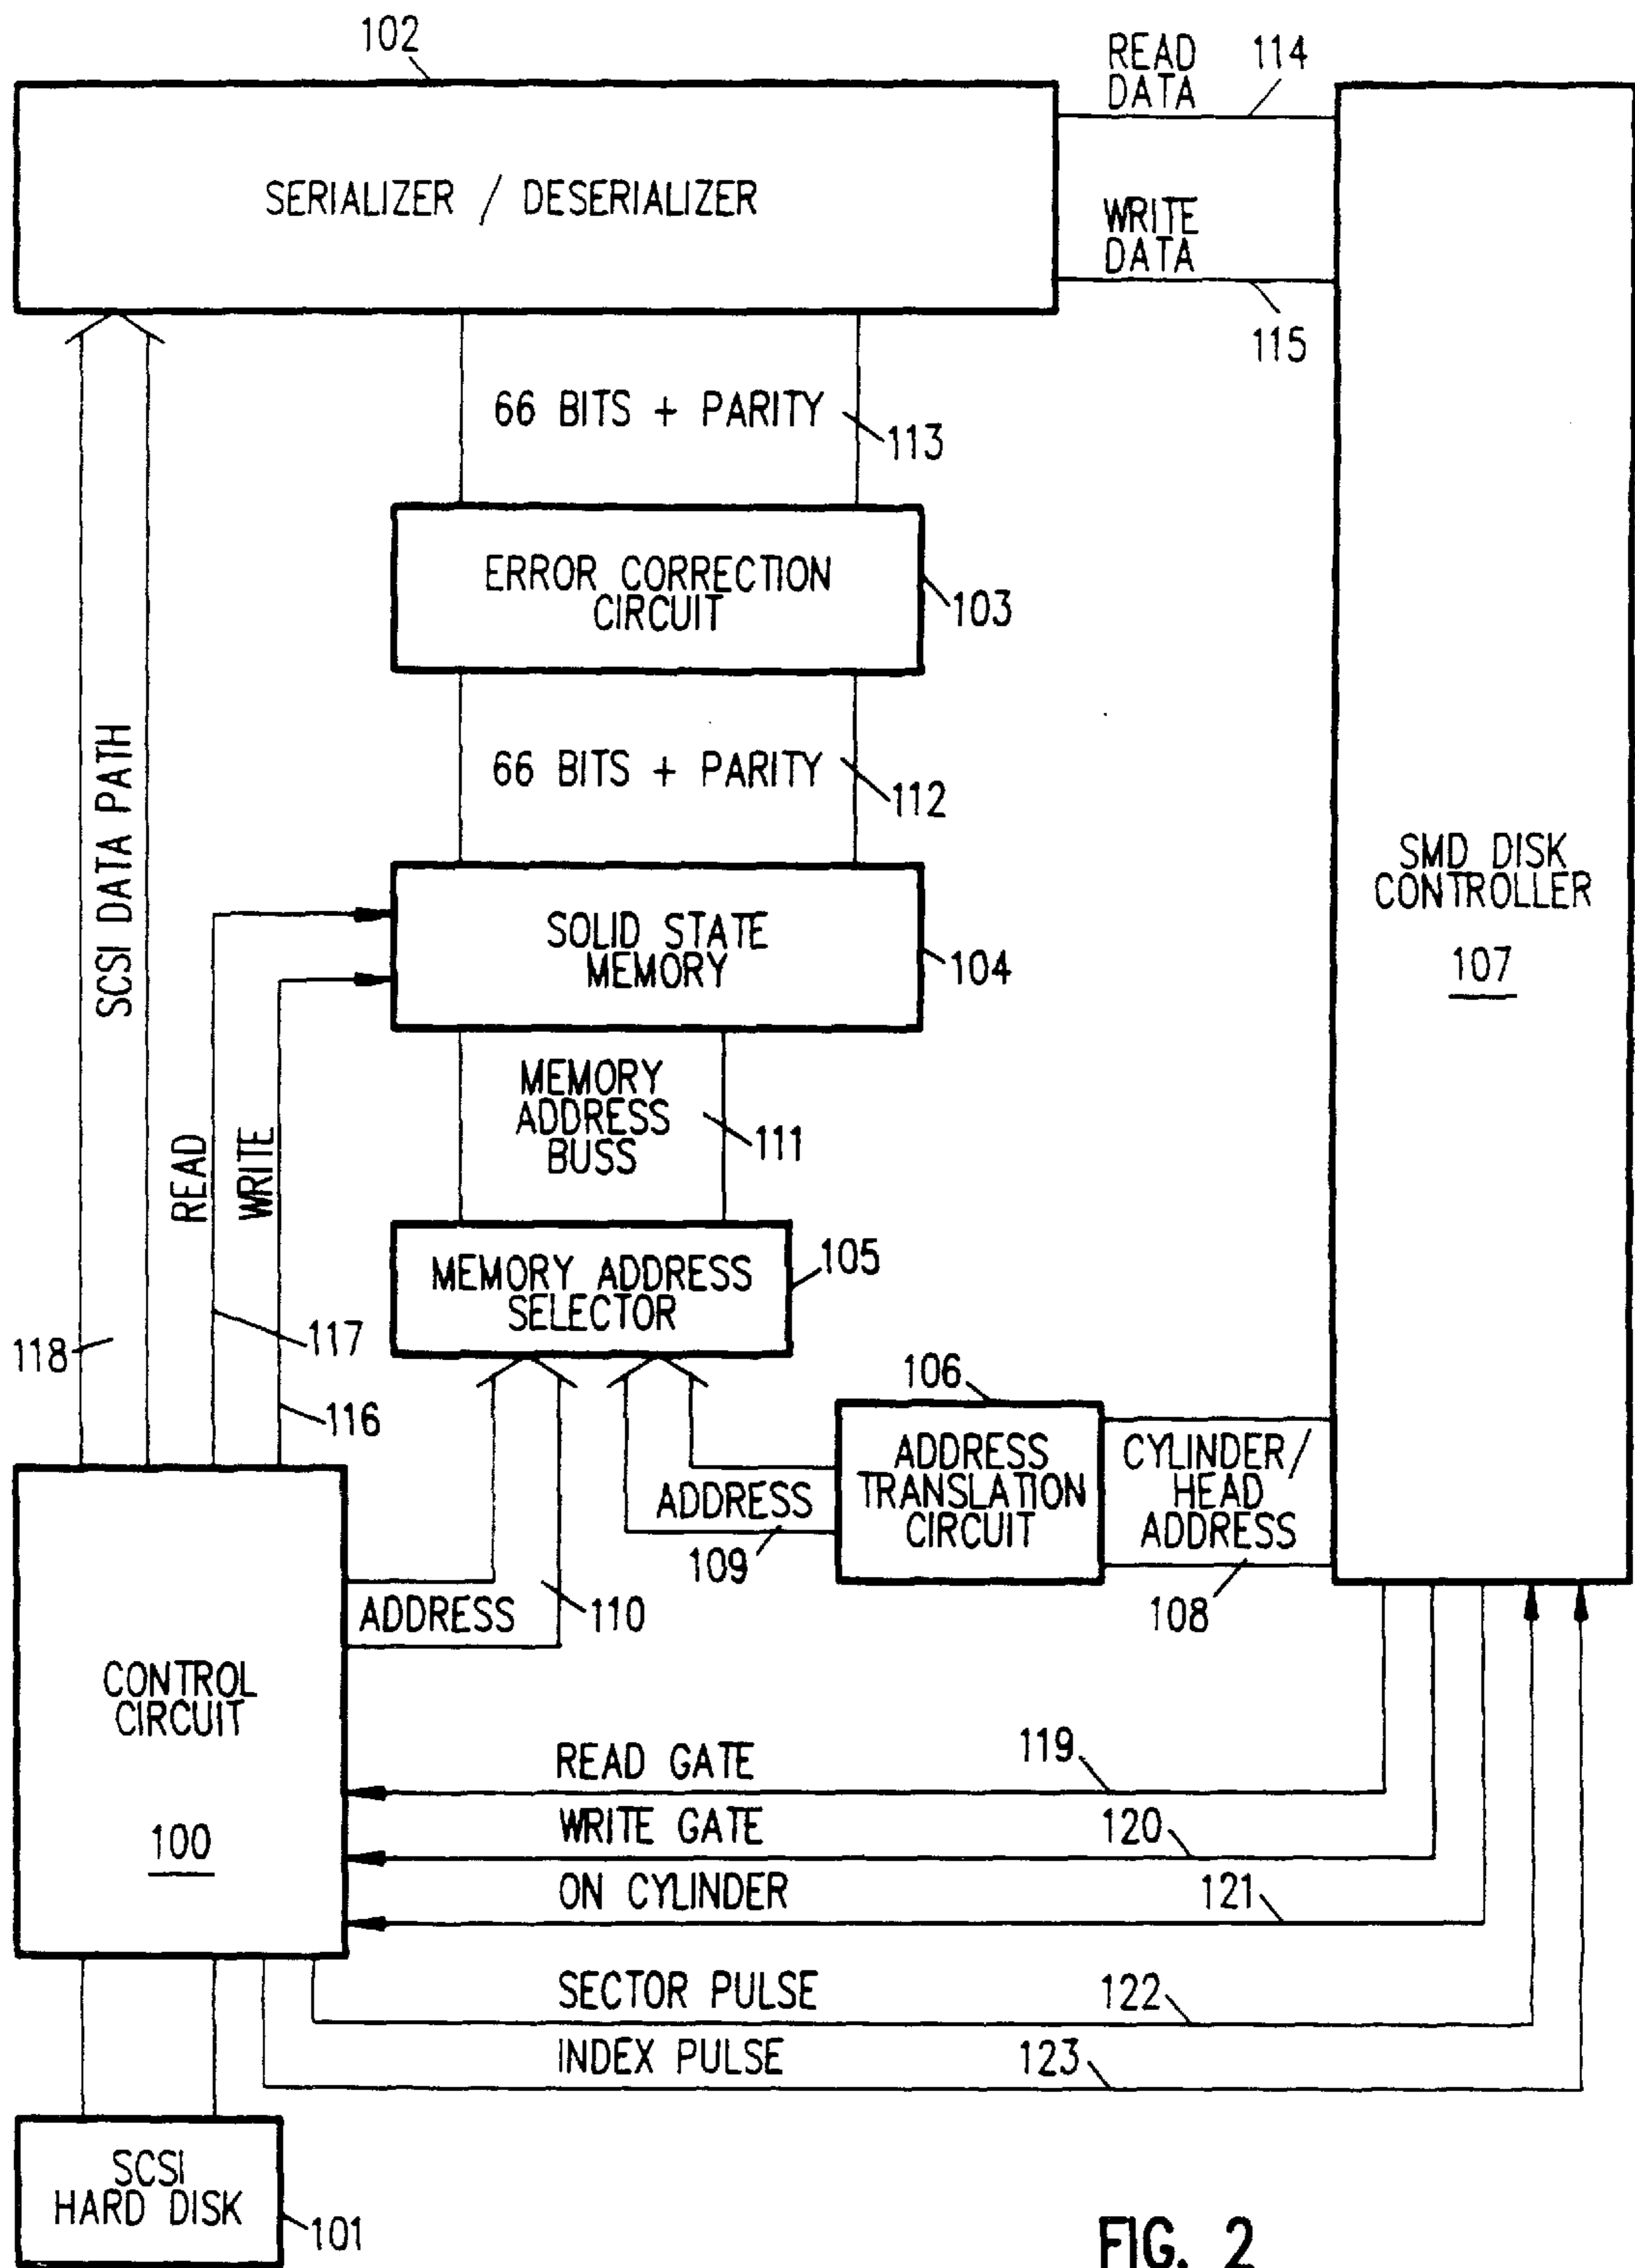 102
READ
DATA
114
SERIALIZER / DESERIALIZER
WRITE
DATA
115
66 BITS + PARITY
113
ERROR CORRECTION
CIRCUIT
103
SCSI DATA PATH
66 BITS + PARITY
112
SMD DISK
CONTROLLER
107
SOLID STATE
MEMORY
104
MEMORY
ADDRESS
BUSS
111
READ
WRITE
MEMORY ADDRESS
SELECTOR
105
118
117
116
106
ADDRESS
TRANSLATION
CIRCUIT
CYLINDER/
HEAD
ADDRESS
ADDRESS
109
108
ADDRESS
110
CONTROL
CIRCUIT
100
READ GATE
119
WRITE GATE
120
ON CYLINDER
121
SECTOR PULSE
122
INDEX PULSE
123
SCSI
HARD DISK
101
FIG. 2